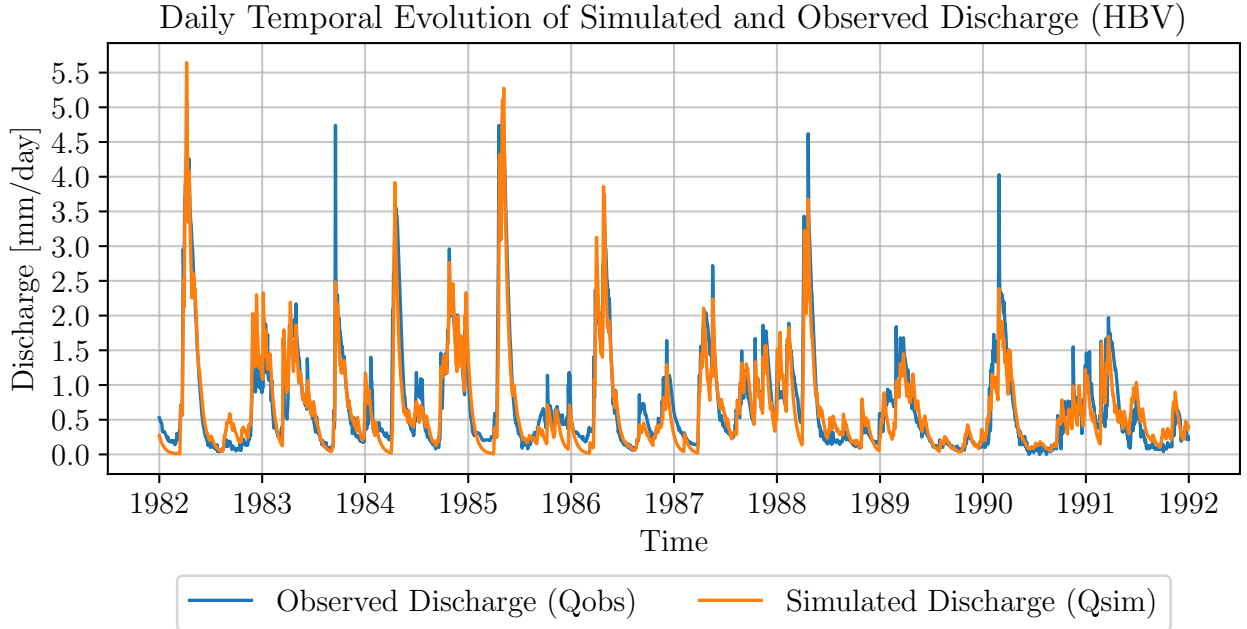 Daily Temporal Evolution of Simulated and Observed Discharge (HBV)
Discharge [mm/day]
5.5
5.0
4.5
4.0
3.5
3.0
2.5
2.0
1.5
1.0
0.5
0.0
1982 1983 1984 1985 1986 1987 1988 1989 1990 1991 1992
Time
Observed Discharge (Qobs) Simulated Discharge (Qsim)